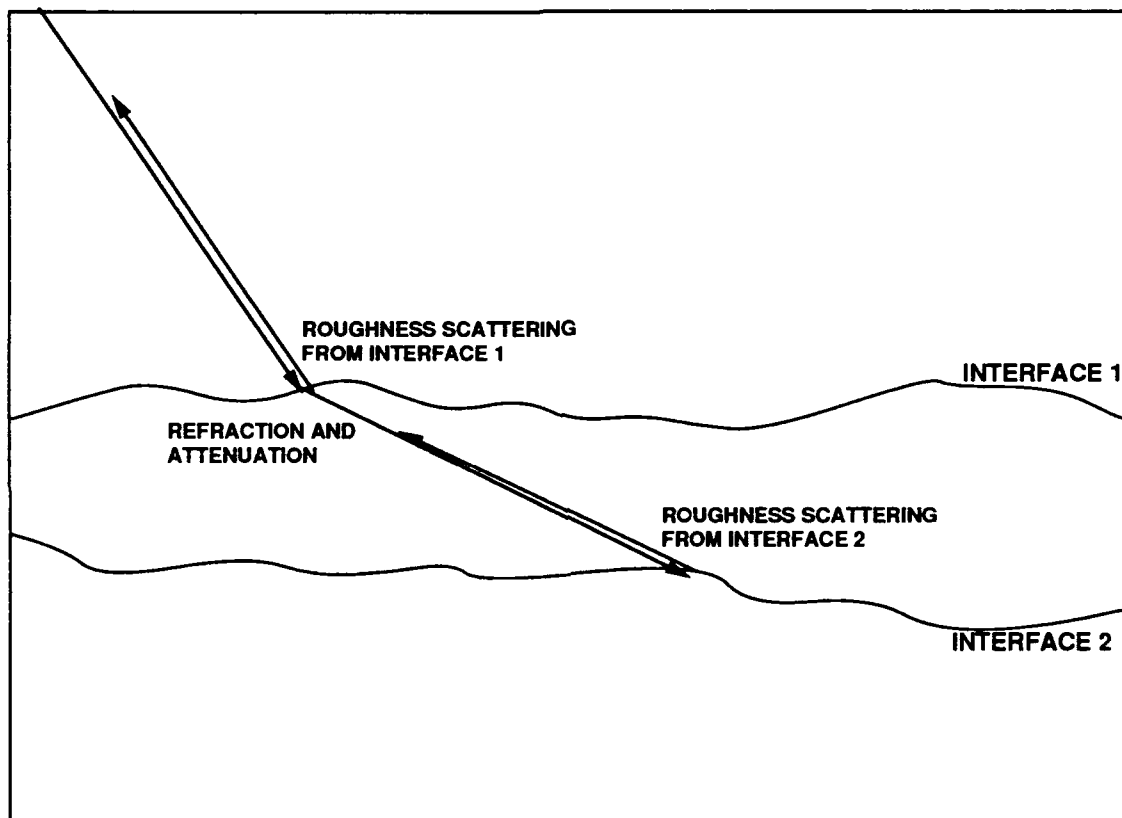 ROUGHNESS SCATTERING
FROM INTERFACE 1
INTERFACE 1
REFRACTION AND
ATTENUATION
ROUGHNESS SCATTERING
FROM INTERFACE 2
INTERFACE 2